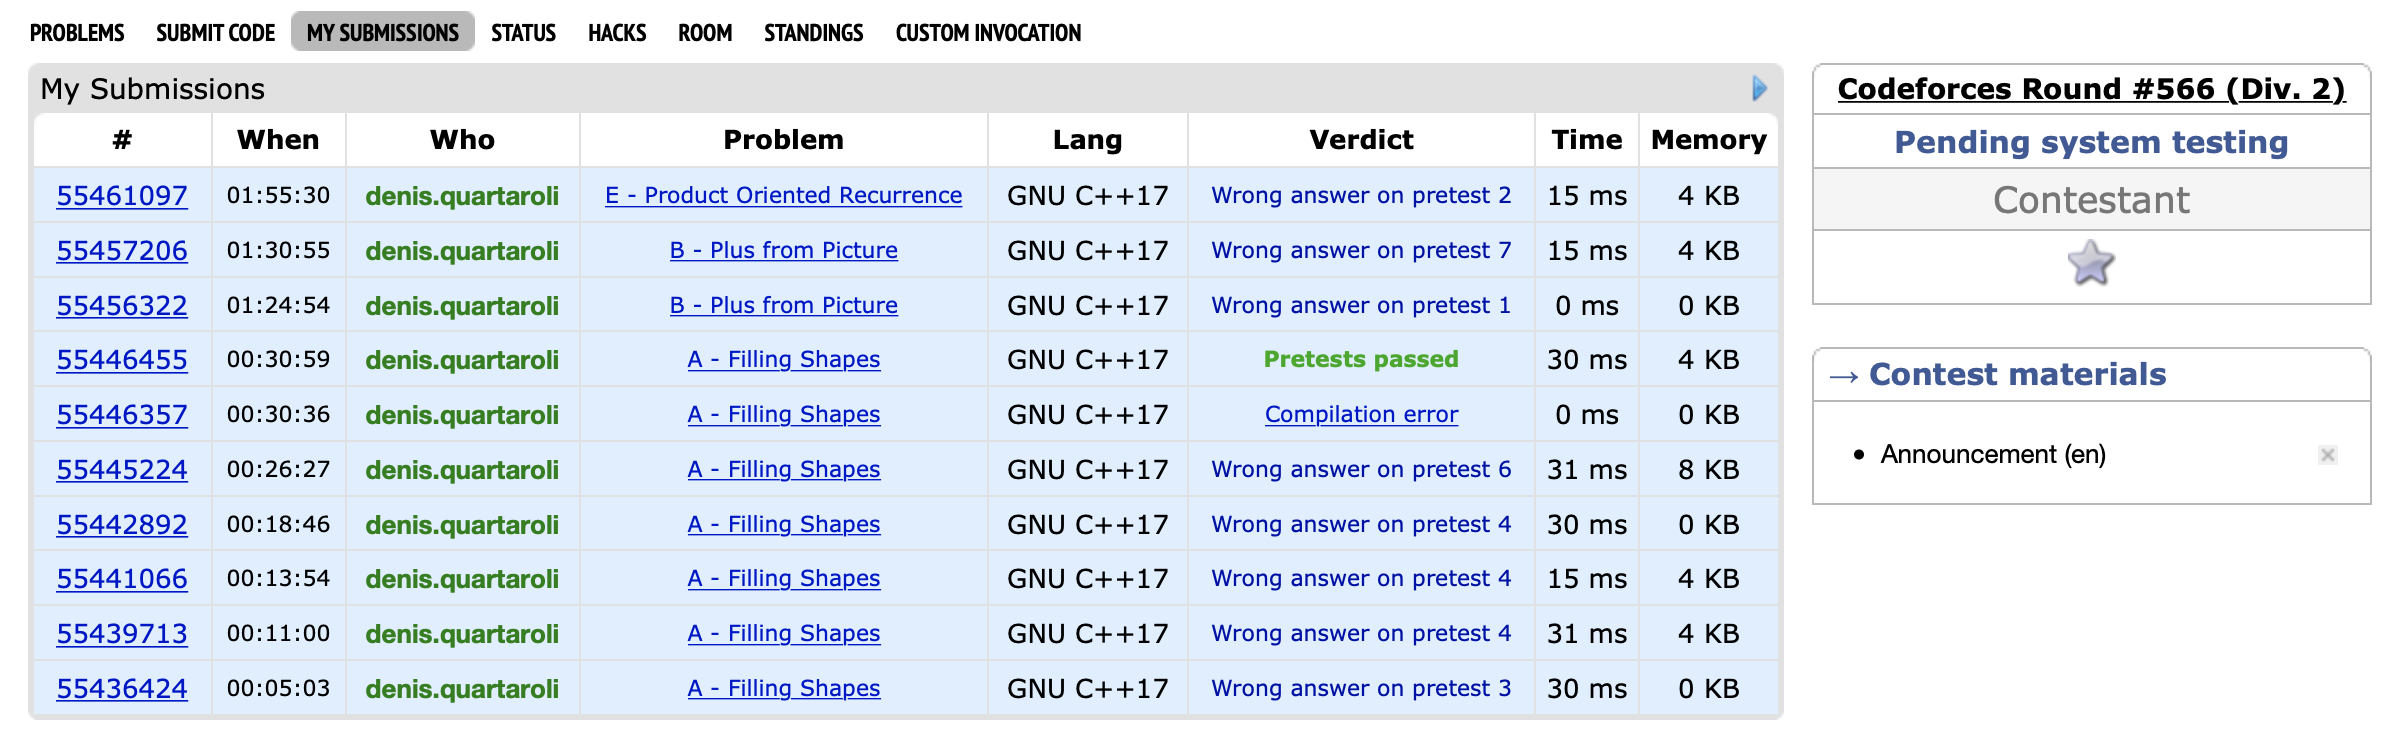 PROBLEMS SUBMIT CODE MY SUBMISSIONS STATUS HACKS ROOM STANDINGS CUSTOM INVOCATION
My Submissions
# When Who Problem Lang Verdict Time Memory
55461097 01:55:30 denis.quartaroli E - Product Oriented Recurrence GNU C++17 Wrong answer on pretest 2 15 ms 4 KB
55457206 01:30:55 denis.quartaroli B - Plus from Picture GNU C++17 Wrong answer on pretest 7 15 ms 4 KB
55456322 01:24:54 denis.quartaroli B - Plus from Picture GNU C++17 Wrong answer on pretest 1 0 ms 0 KB
55446455 00:30:59 denis.quartaroli A - Filling Shapes GNU C++17 Pretests passed 30 ms 4 KB
55446357 00:30:36 denis.quartaroli A - Filling Shapes GNU C++17 Compilation error 0 ms 0 KB
55445224 00:26:27 denis.quartaroli A - Filling Shapes GNU C++17 Wrong answer on pretest 6 31 ms 8 KB
55442892 00:18:46 denis.quartaroli A - Filling Shapes GNU C++17 Wrong answer on pretest 4 30 ms 0 KB
55441066 00:13:54 denis.quartaroli A - Filling Shapes GNU C++17 Wrong answer on pretest 4 15 ms 4 KB
55439713 00:11:00 denis.quartaroli A - Filling Shapes GNU C++17 Wrong answer on pretest 4 31 ms 4 KB
55436424 00:05:03 denis.quartaroli A - Filling Shapes GNU C++17 Wrong answer on pretest 3 30 ms 0 KB
Codeforces Round #566 (Div. 2)
Pending system testing
Contestant
→ Contest materials
• Announcement (en)